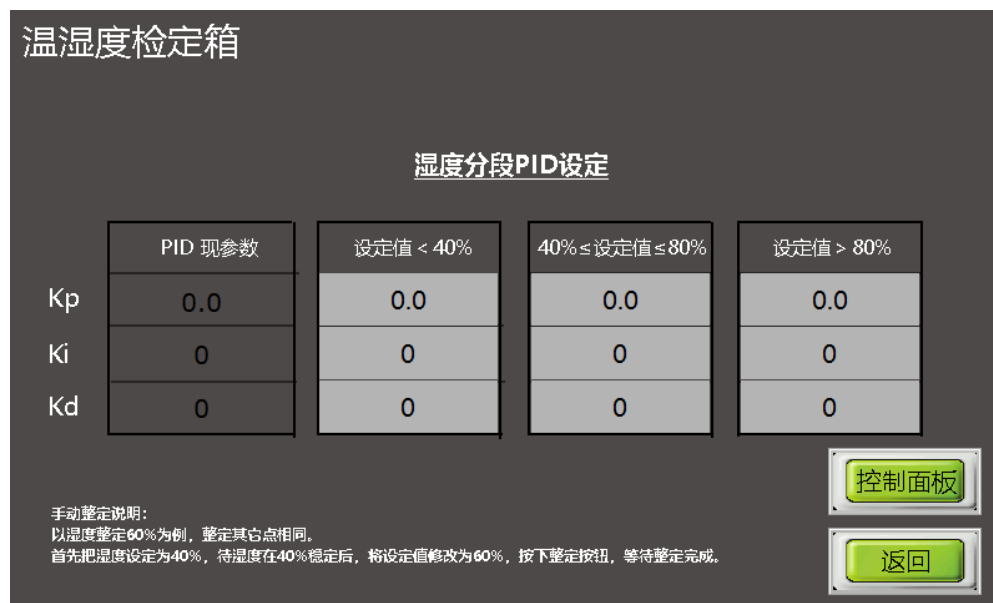 温湿度检定箱
湿度分段PID设定
PID 现参数 设定值 < 40% 40%≤设定值≤80% 设定值 > 80%
Kp 0.0 0.0 0.0 0.0
Ki 0 0 0 0
Kd 0 0 0 0
控制面板
手动整定说明:
以湿度整定60%为例，整定其它点相同。
首先把湿度设定为40%，待湿度在40%稳定后，将设定值修改为60%，按下整定按钮，等待整定完成。
返回